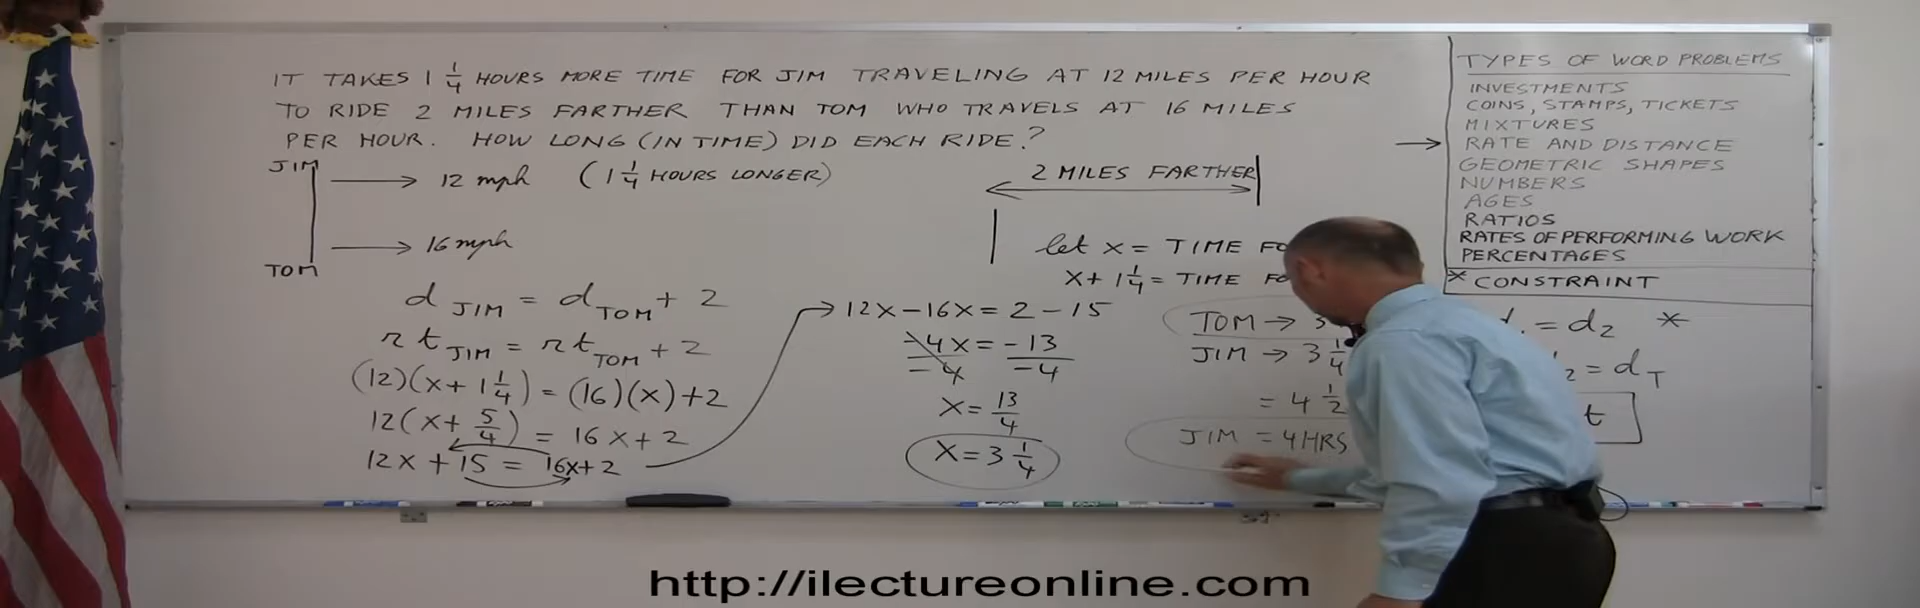 IT TAKES 1 1/4 HOURS MORE TIME FOR JIM TRAVELING AT 12 MILES PER HOUR
TO RIDE 2 MILES FARTHER THAN TOM WHO TRAVELS AT 16 MILES
PER HOUR. HOW LONG (IN TIME) DID EACH RIDE?
JIM → 12 mph (1 1/4 HOURS LONGER)
2 MILES FARTHER
TOM → 16 mph
let x = TIME
x + 1 1/4 = TIME
d JIM = d TOM + 2
r t JIM = r t TOM + 2
(12)(x + 1 1/4) = (16)(x) + 2
12(x + 5/4) = 16x + 2
12x + 15 = 16x + 2
12x - 16x = 2 - 15
-4x/-4 = -13/-4
x = 13/4
x = 3 1/4
TOM → 3
JIM → 3 1/4
= 4 1/2
JIM = 4 HRS
TYPES OF WORD PROBLEMS
INVESTMENTS
COINS, STAMPS, TICKETS
MIXTURES
→ RATE AND DISTANCE
GEOMETRIC SHAPES
NUMBERS
AGES
RATIOS
RATES OF PERFORMING WORK
PERCENTAGES
* CONSTRAINT
= d2 *
= dT
t
http://ilectureonline.com